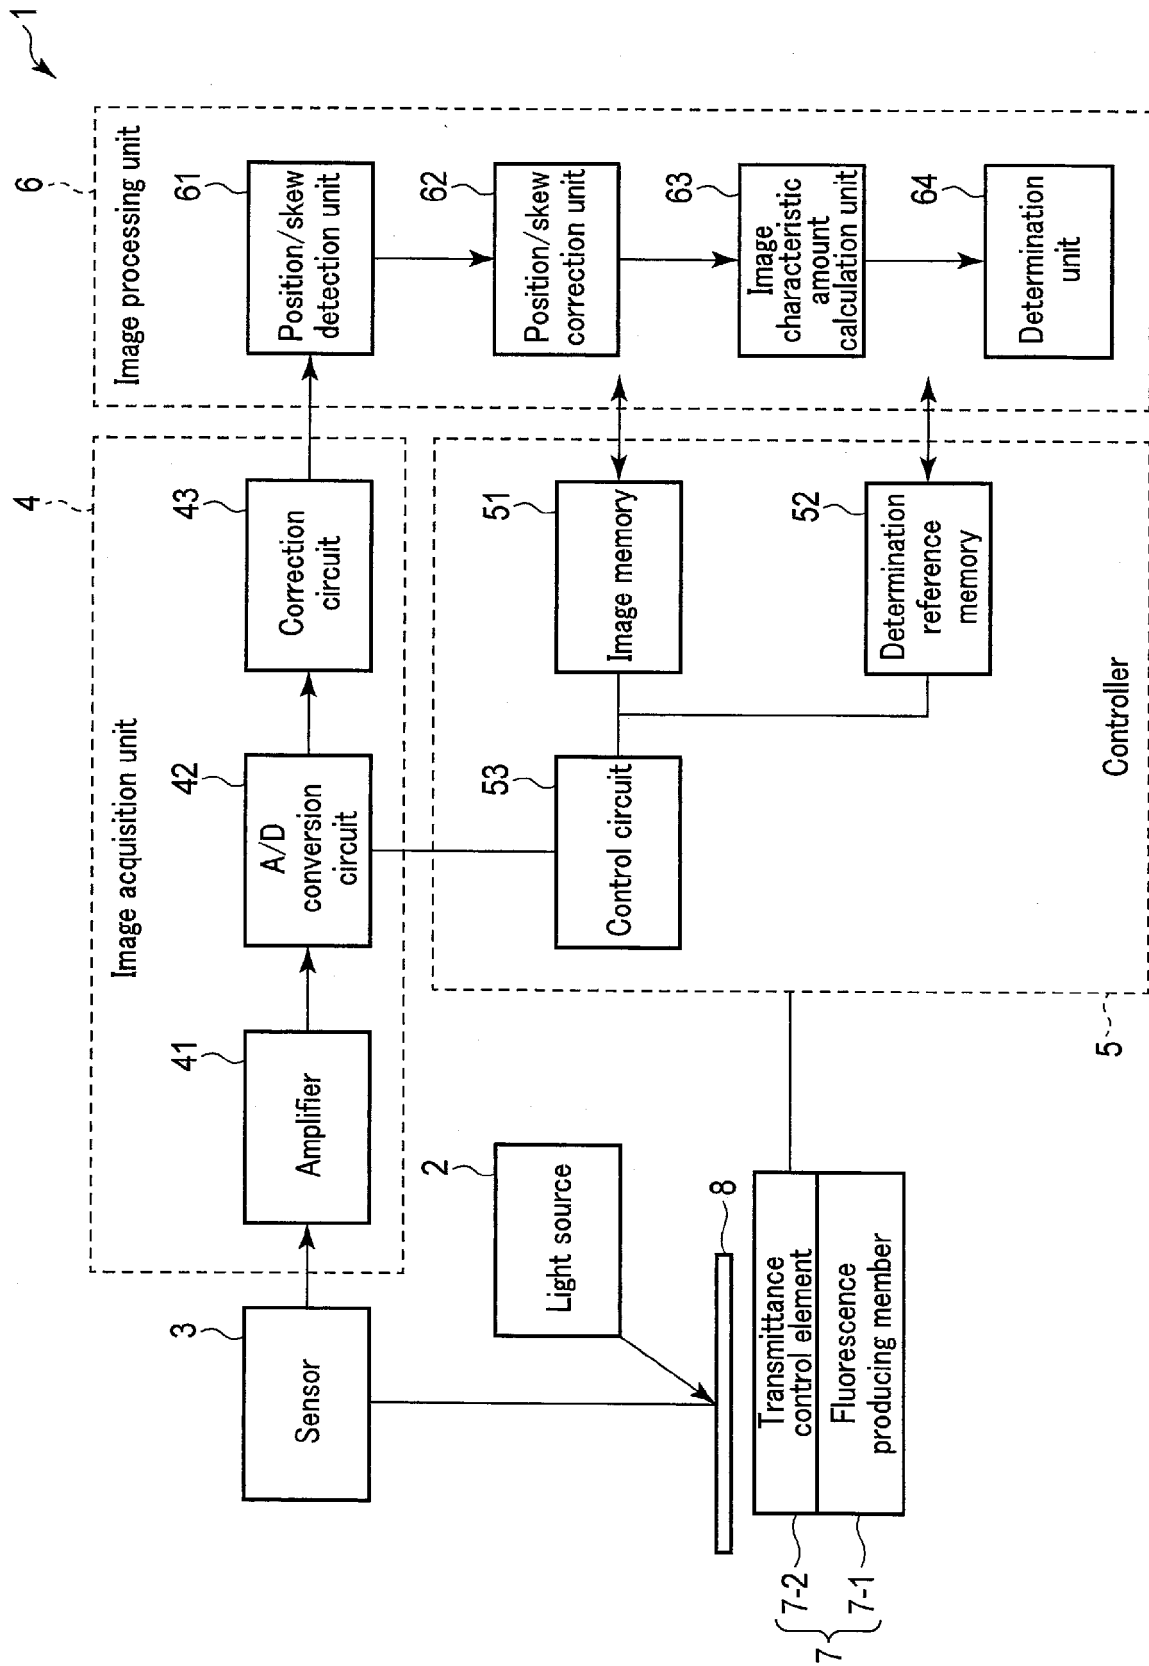 1
4
Image acquisition unit
6
Image processing unit
3
Sensor
41
Amplifier
42
A/D
conversion
circuit
43
Correction
circuit
61
Position/skew
detection unit
2
Light source
62
Position/skew
correction unit
53
Control circuit
51
Image memory
8
63
Image
characteristic
amount
calculation unit
7
7-2
Transmittance
control element
7-1
Fluorescence
producing member
52
Determination
reference
memory
64
Determination
unit
5
Controller